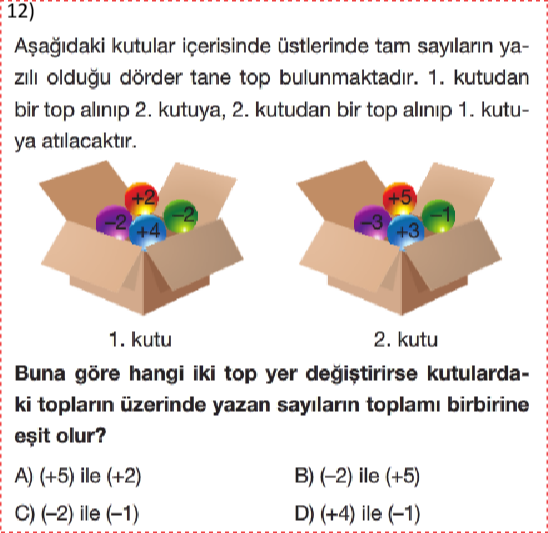 12)
Aşağıdaki kutular içerisinde üstlerinde tam sayıların ya-
zılı olduğu dörder tane top bulunmaktadır. 1. kutudan
bir top alınıp 2. kutuya, 2. kutudan bir top alınıp 1. kutu-
ya atılacaktır.
+2
-2
+4
-2
+5
-3
+3
-1
1. kutu
2. kutu
Buna göre hangi iki top yer değiştirirse kutularda-
ki topların üzerinde yazan sayıların toplamı birbirine
eşit olur?
A) (+5) ile (+2)
B) (–2) ile (+5)
C) (–2) ile (–1)
D) (+4) ile (–1)